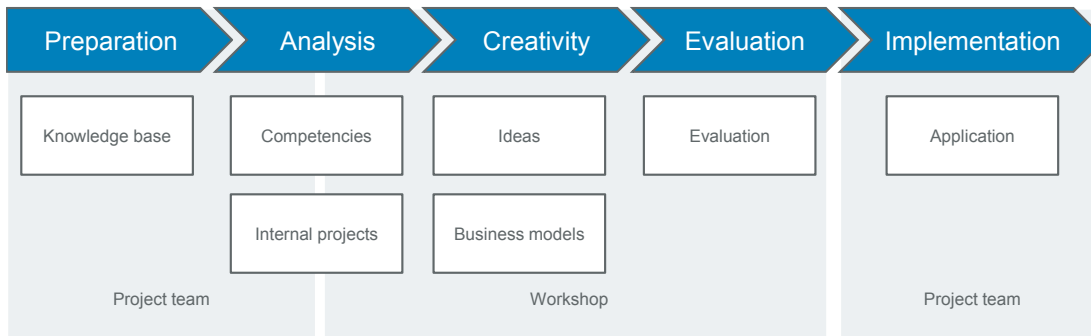 Preparation
Analysis
Creativity
Evaluation
Implementation
Knowledge base
Competencies
Ideas
Evaluation
Application
Internal projects
Business models
Project team
Workshop
Project team